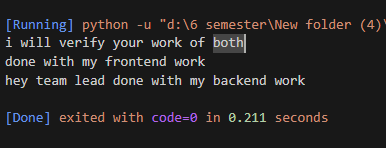 [Running] python -u "d:\6 semester\New folder (4)\
i will verify your work of both
done with my frontend work
hey team lead done with my backend work
[Done] exited with code=0 in 0.211 seconds